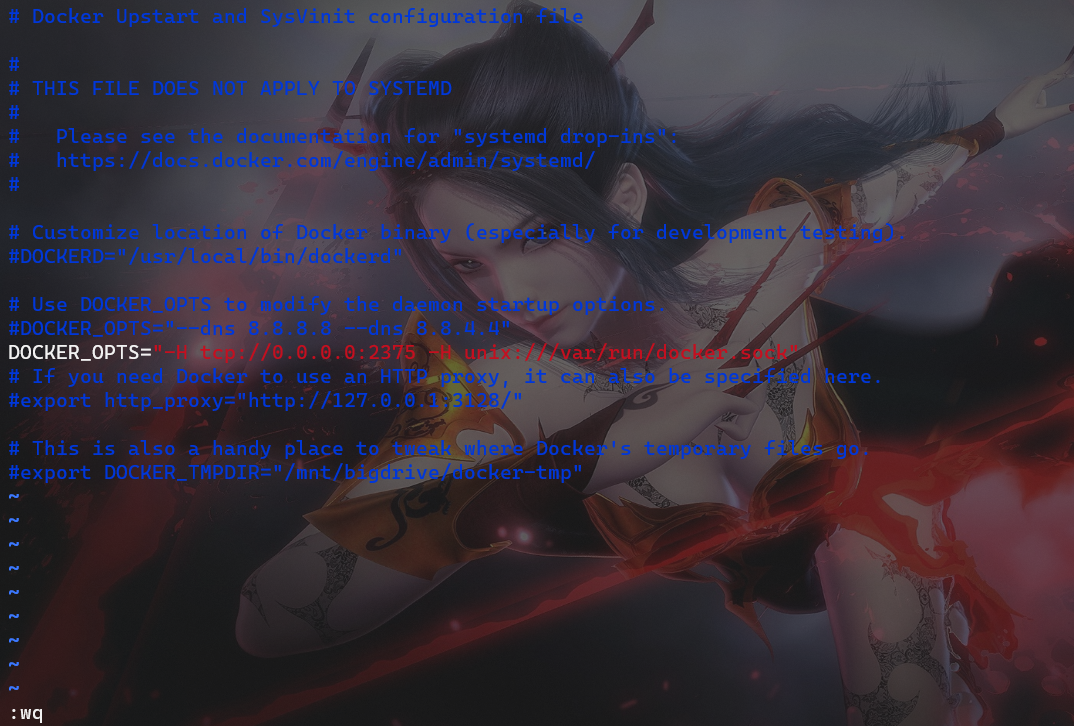 # Docker Upstart and SysVinit configuration file
#
# THIS FILE DOES NOT APPLY TO SYSTEMD
#
#   Please see the documentation for "systemd drop-ins":
#   https://docs.docker.com/engine/admin/systemd/
#
# Customize location of Docker binary (especially for development testing).
#DOCKERD="/usr/local/bin/dockerd"
# Use DOCKER_OPTS to modify the daemon startup options.
#DOCKER_OPTS="--dns 8.8.8.8 --dns 8.8.4.4"
DOCKER_OPTS="-H tcp://0.0.0.0:2375 -H unix:///var/run/docker.sock"
# If you need Docker to use an HTTP proxy, it can also be specified here.
#export http_proxy="http://127.0.0.1:3128/"
# This is also a handy place to tweak where Docker's temporary files go.
#export DOCKER_TMPDIR="/mnt/bigdrive/docker-tmp"
~
~
~
~
~
~
~
~
~
:wq